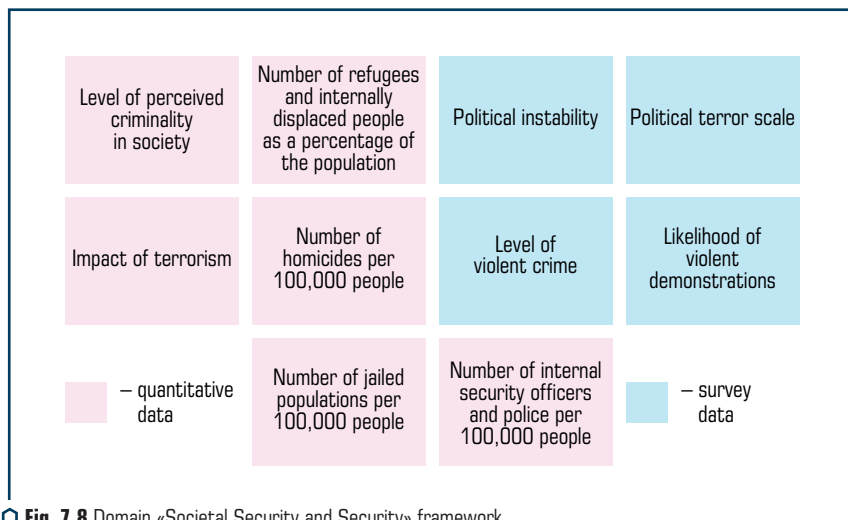 Level of perceived
criminality
in society
Number of refugees
and internally
displaced people
as a percentage of
the population
Political instability
Political terror scale
Impact of terrorism
Number of
homicides per
100,000 people
Level of
violent crime
Likelihood of
violent
demonstrations
– quantitative
data
Number of jailed
populations per
100,000 people
Number of internal
security officers
and police per
100,000 people
– survey
data
Fig. 7.8 Domain «Societal Security and Security» framework